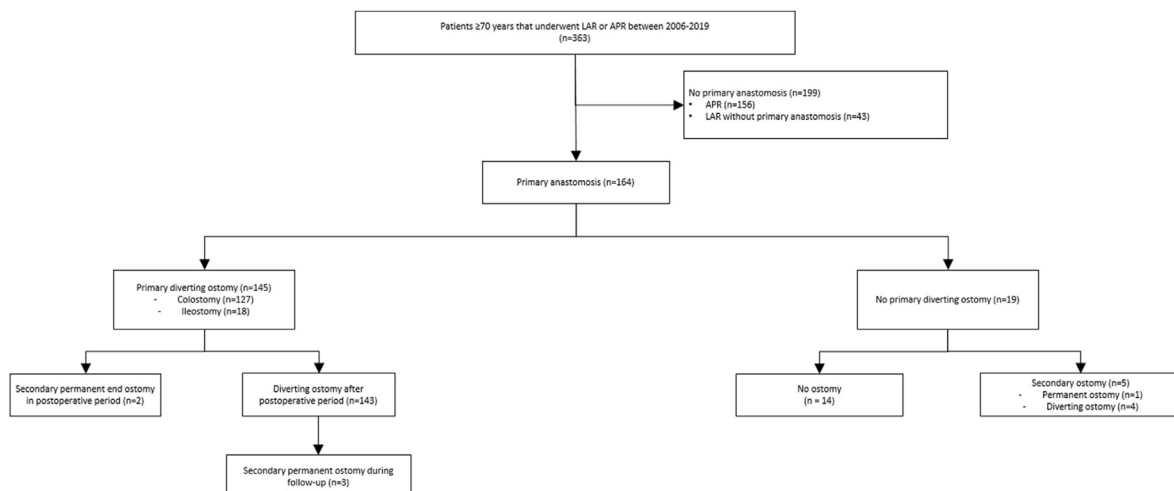 Patients ≥70 years that underwent LAR or APR between 2006-2019
(n=363)
No primary anastomosis (n=199)
• APR (n=156)
• LAR without primary anastomosis (n=43)
Primary anastomosis (n=164)
Primary diverting ostomy (n=145)
- Colostomy (n=127)
- Ileostomy (n=18)
No primary diverting ostomy (n=19)
Secondary permanent end ostomy
in postoperative period (n=2)
Diverting ostomy after
postoperative period (n=143)
No ostomy
(n = 14)
Secondary ostomy (n=5)
- Permanent ostomy (n=1)
- Diverting ostomy (n=4)
Secondary permanent ostomy during
follow-up (n=3)